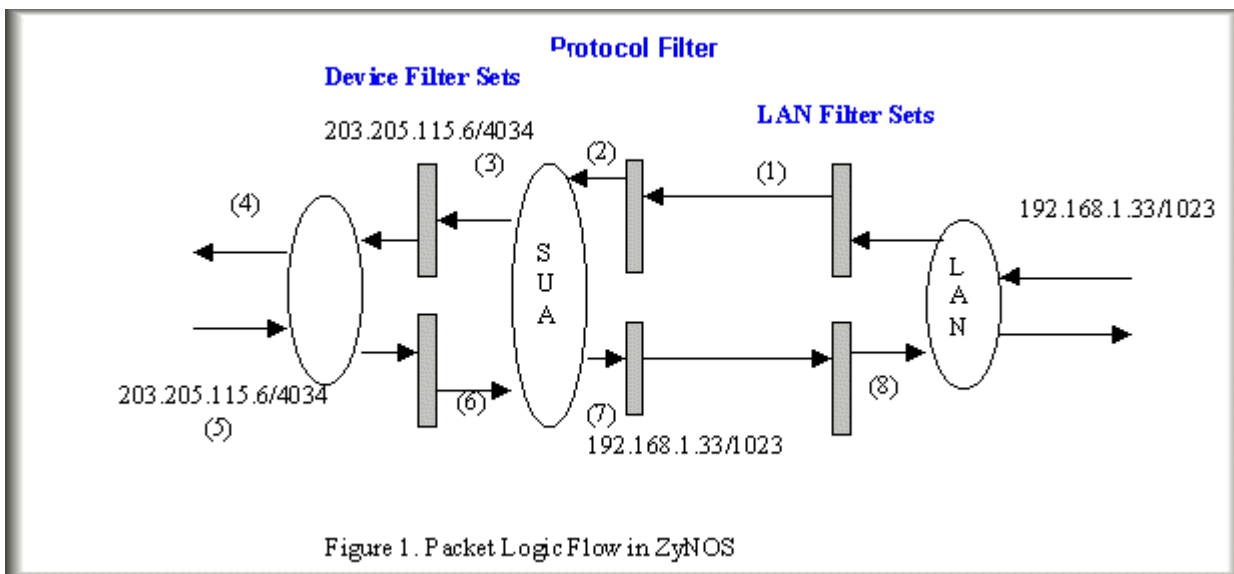 Protocol Filter
Device Filter Sets
LAN Filter Sets
203.205.115.6/4034
(3)
(2)
(1)
(4)
192.168.1.33/1023
S
U
A
L
A
N
203.205.115.6/4034
(5)
(6)
(7)
192.168.1.33/1023
(8)
Figure 1. Packet Logic Flow in ZyNOS